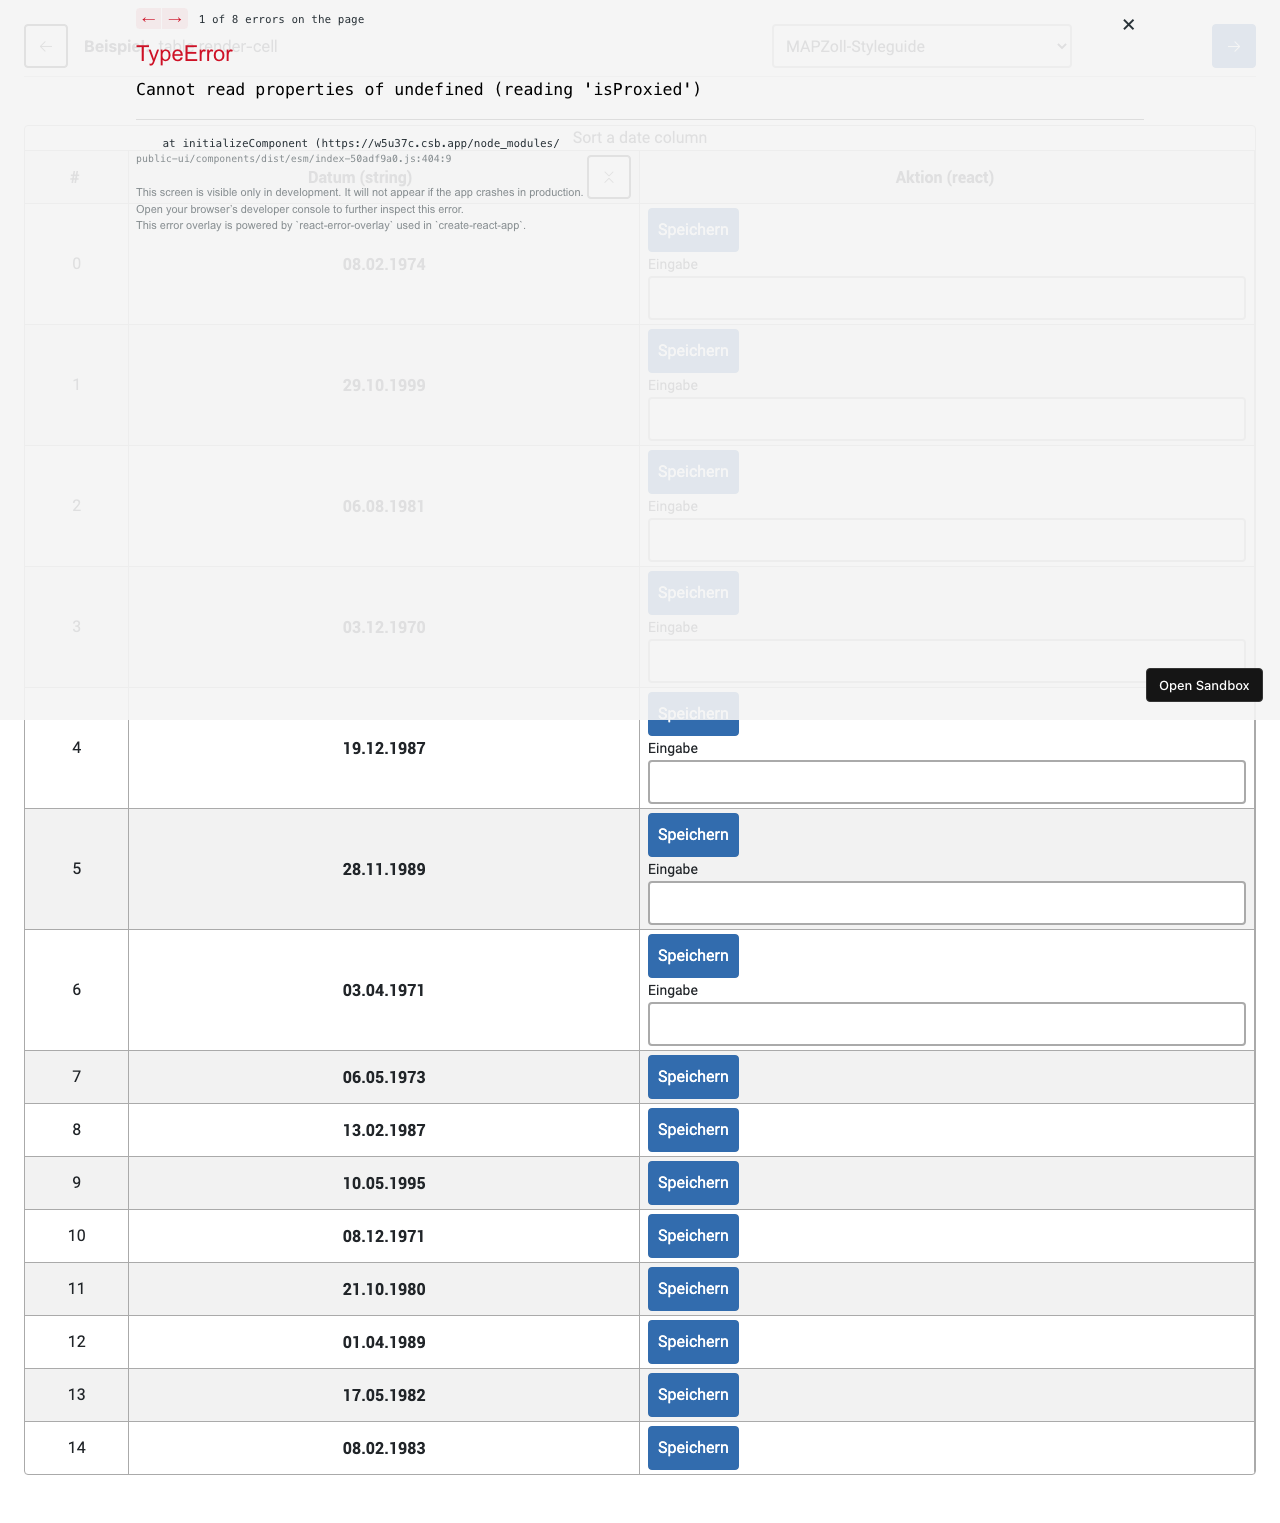 ← → 1 of 8 errors on the page
×
← Beispiel table render-cell MAPZoll-Styleguide →
TypeError
Cannot read properties of undefined (reading 'isProxied')
Sort a date column
at initializeComponent (https://w5u37c.csb.app/node_modules/
public-ui/components/dist/esm/index-50adf9a0.js:404:9
# Datum (string) Aktion (react)
This screen is visible only in development. It will not appear if the app crashes in production.
Open your browser’s developer console to further inspect this error.
This error overlay is powered by `react-error-overlay` used in `create-react-app`.
0 08.02.1974 Speichern
Eingabe
1 29.10.1999 Speichern
Eingabe
2 06.08.1981 Speichern
Eingabe
3 03.12.1970 Speichern
Eingabe
Open Sandbox
4 19.12.1987 Speichern
Eingabe
5 28.11.1989 Speichern
Eingabe
6 03.04.1971 Speichern
Eingabe
7 06.05.1973 Speichern
8 13.02.1987 Speichern
9 10.05.1995 Speichern
10 08.12.1971 Speichern
11 21.10.1980 Speichern
12 01.04.1989 Speichern
13 17.05.1982 Speichern
14 08.02.1983 Speichern